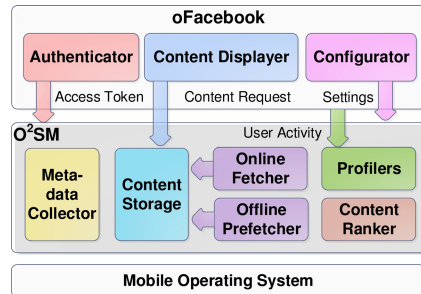 oFacebook
Authenticator
Content Displayer
Configurator
Access Token
Content Request
Settings
O²SM
User Activity
Meta-
data
Collector
Content
Storage
Online
Fetcher
Offline
Prefetcher
Profilers
Content
Ranker
Mobile Operating System